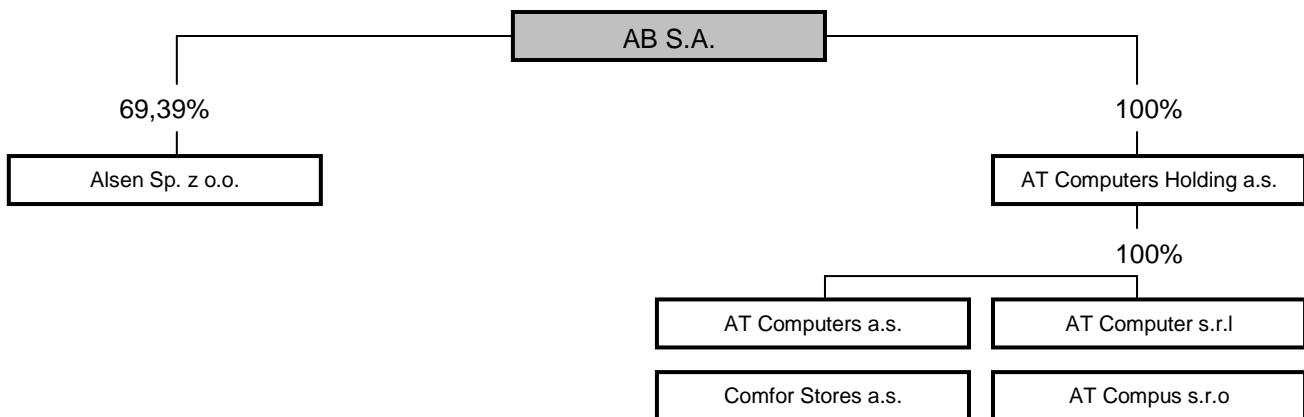 AB S.A.
69,39%
100%
Alsen Sp. z o.o.
AT Computers Holding a.s.
100%
AT Computers a.s.
AT Computer s.r.l
Comfor Stores a.s.
AT Compus s.r.o